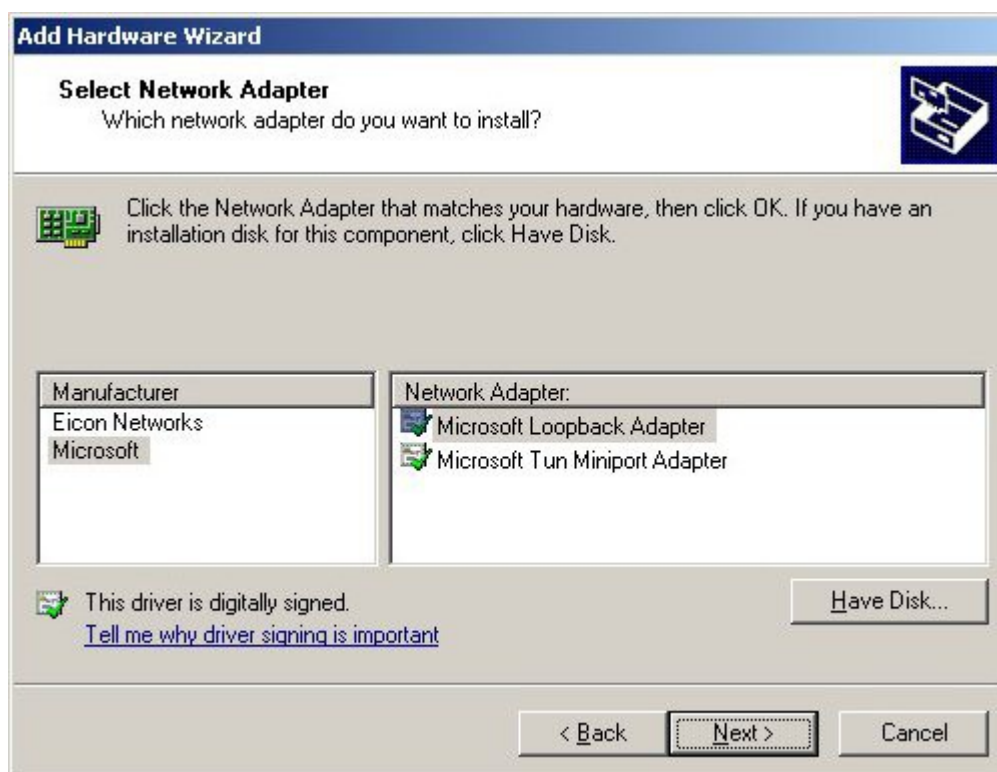 Add Hardware Wizard
Select Network Adapter
Which network adapter do you want to install?
Click the Network Adapter that matches your hardware, then click OK. If you have an
installation disk for this component, click Have Disk.
Manufacturer
Eicon Networks
Microsoft
Network Adapter:
Microsoft Loopback Adapter
Microsoft Tun Miniport Adapter
This driver is digitally signed.
Tell me why driver signing is important
Have Disk...
< Back
Next >
Cancel